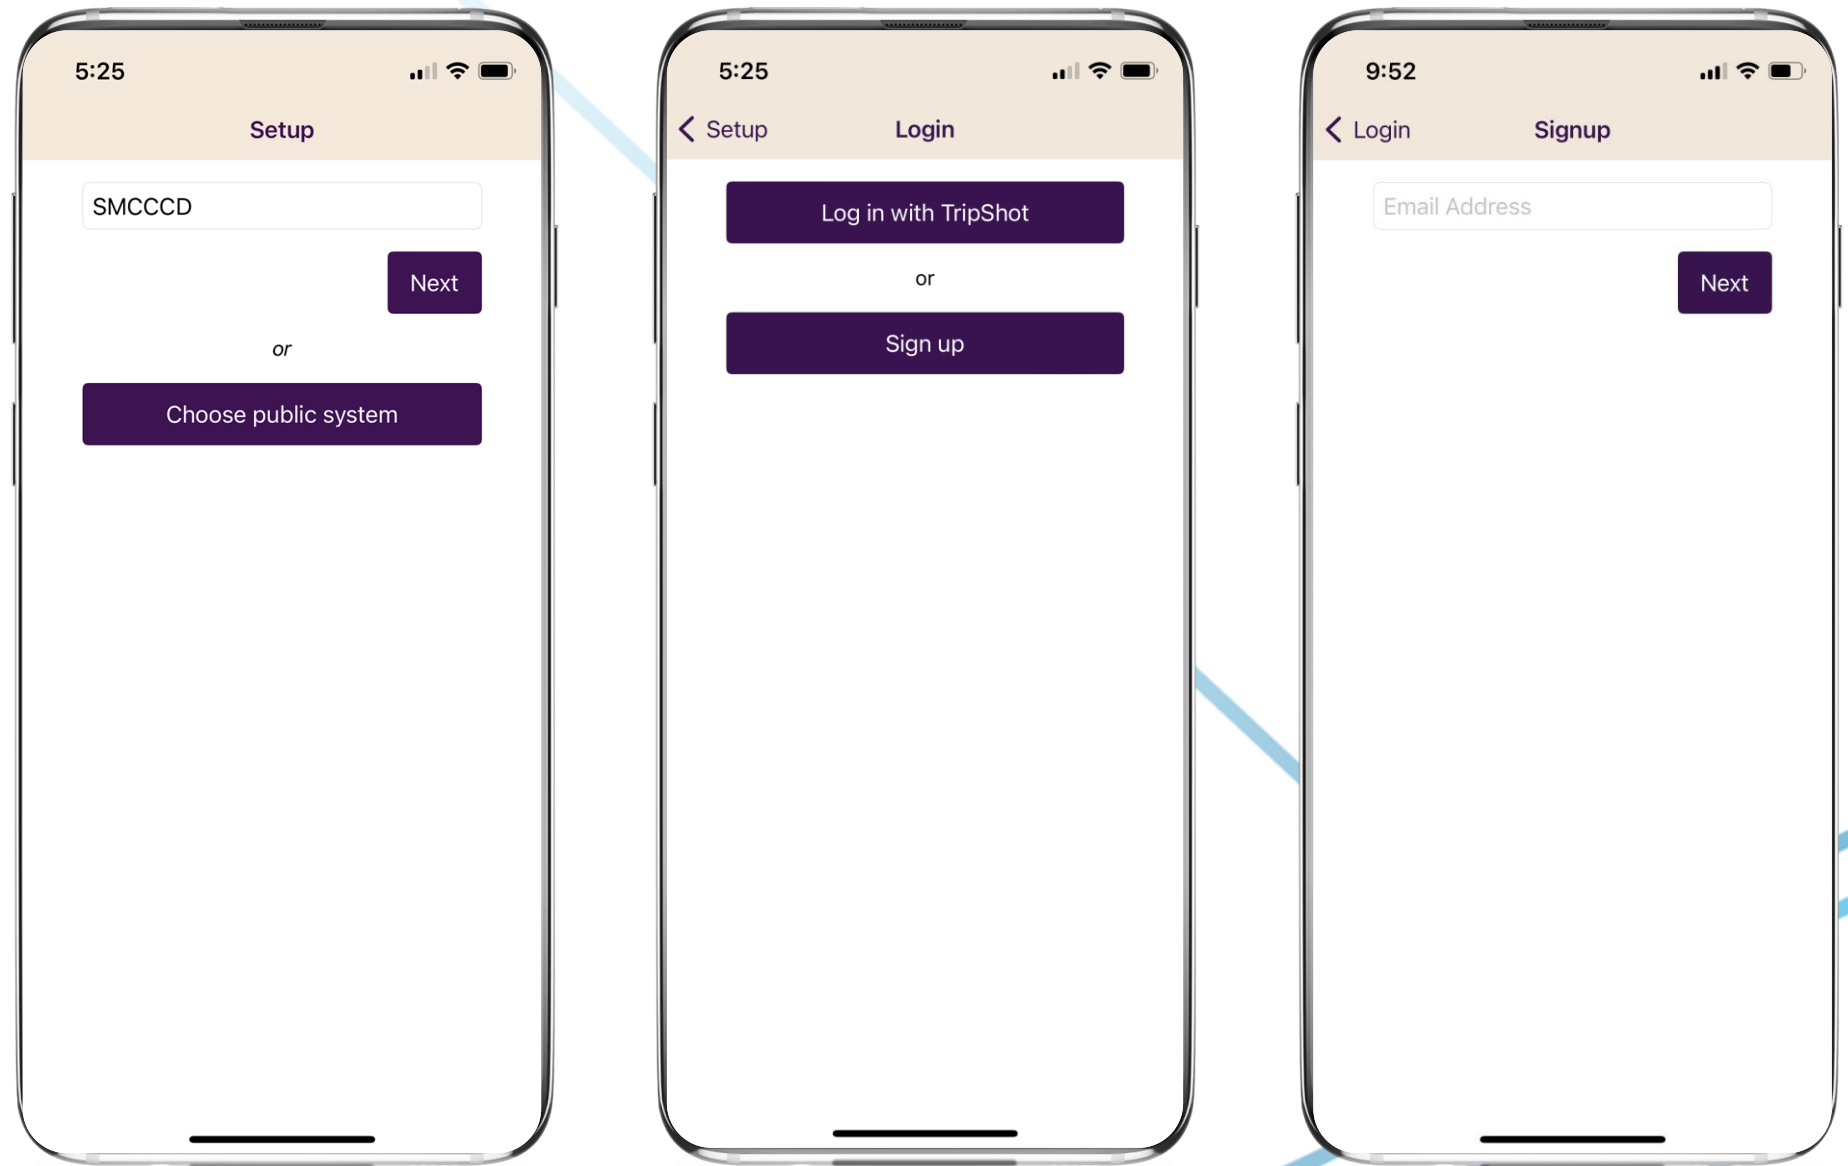 5:25
Setup
SMCCCD
Next
or
Choose public system
5:25
Setup
Login
Log in with TripShot
or
Sign up
9:52
Login
Signup
Email Address
Next